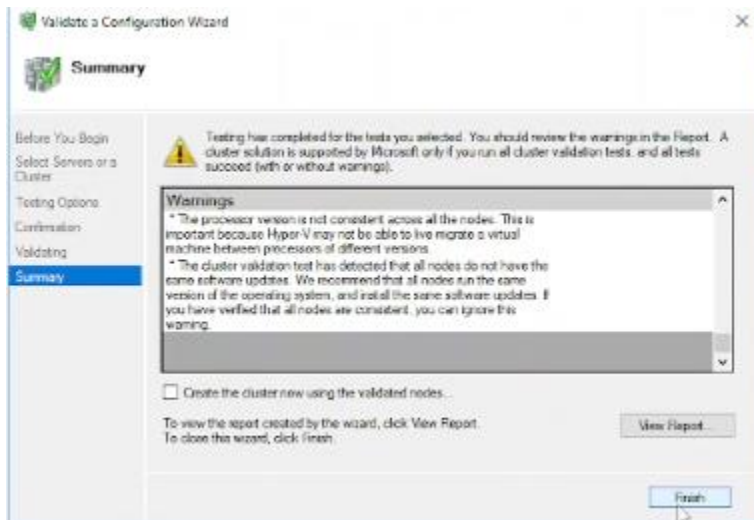 Validate a Configuration Wizard
Summary
Before You Begin
Select Servers or a
Cluster
Testing Options
Confirmation
Validating
Summary
Testing has completed for the tests you selected. You should review the warnings in the Report. A
cluster solution is supported by Microsoft only if you run all cluster validation tests, and all tests
succeed (with or without warnings).
Warnings
* The processor version is not consistent across all the nodes. This is
important because Hyper-V may not be able to live migrate a virtual
machine between processors of different versions.
* The cluster validation test has detected that all nodes do not have the
same software updates. We recommend that all nodes run the same
version of the operating system, and install the same software updates. If
you have verified that all nodes are consistent, you can ignore this
warning.
Create the cluster now using the validated nodes...
To view the report created by the wizard, click View Report.
To close this wizard, click Finish.
View Report...
Finish